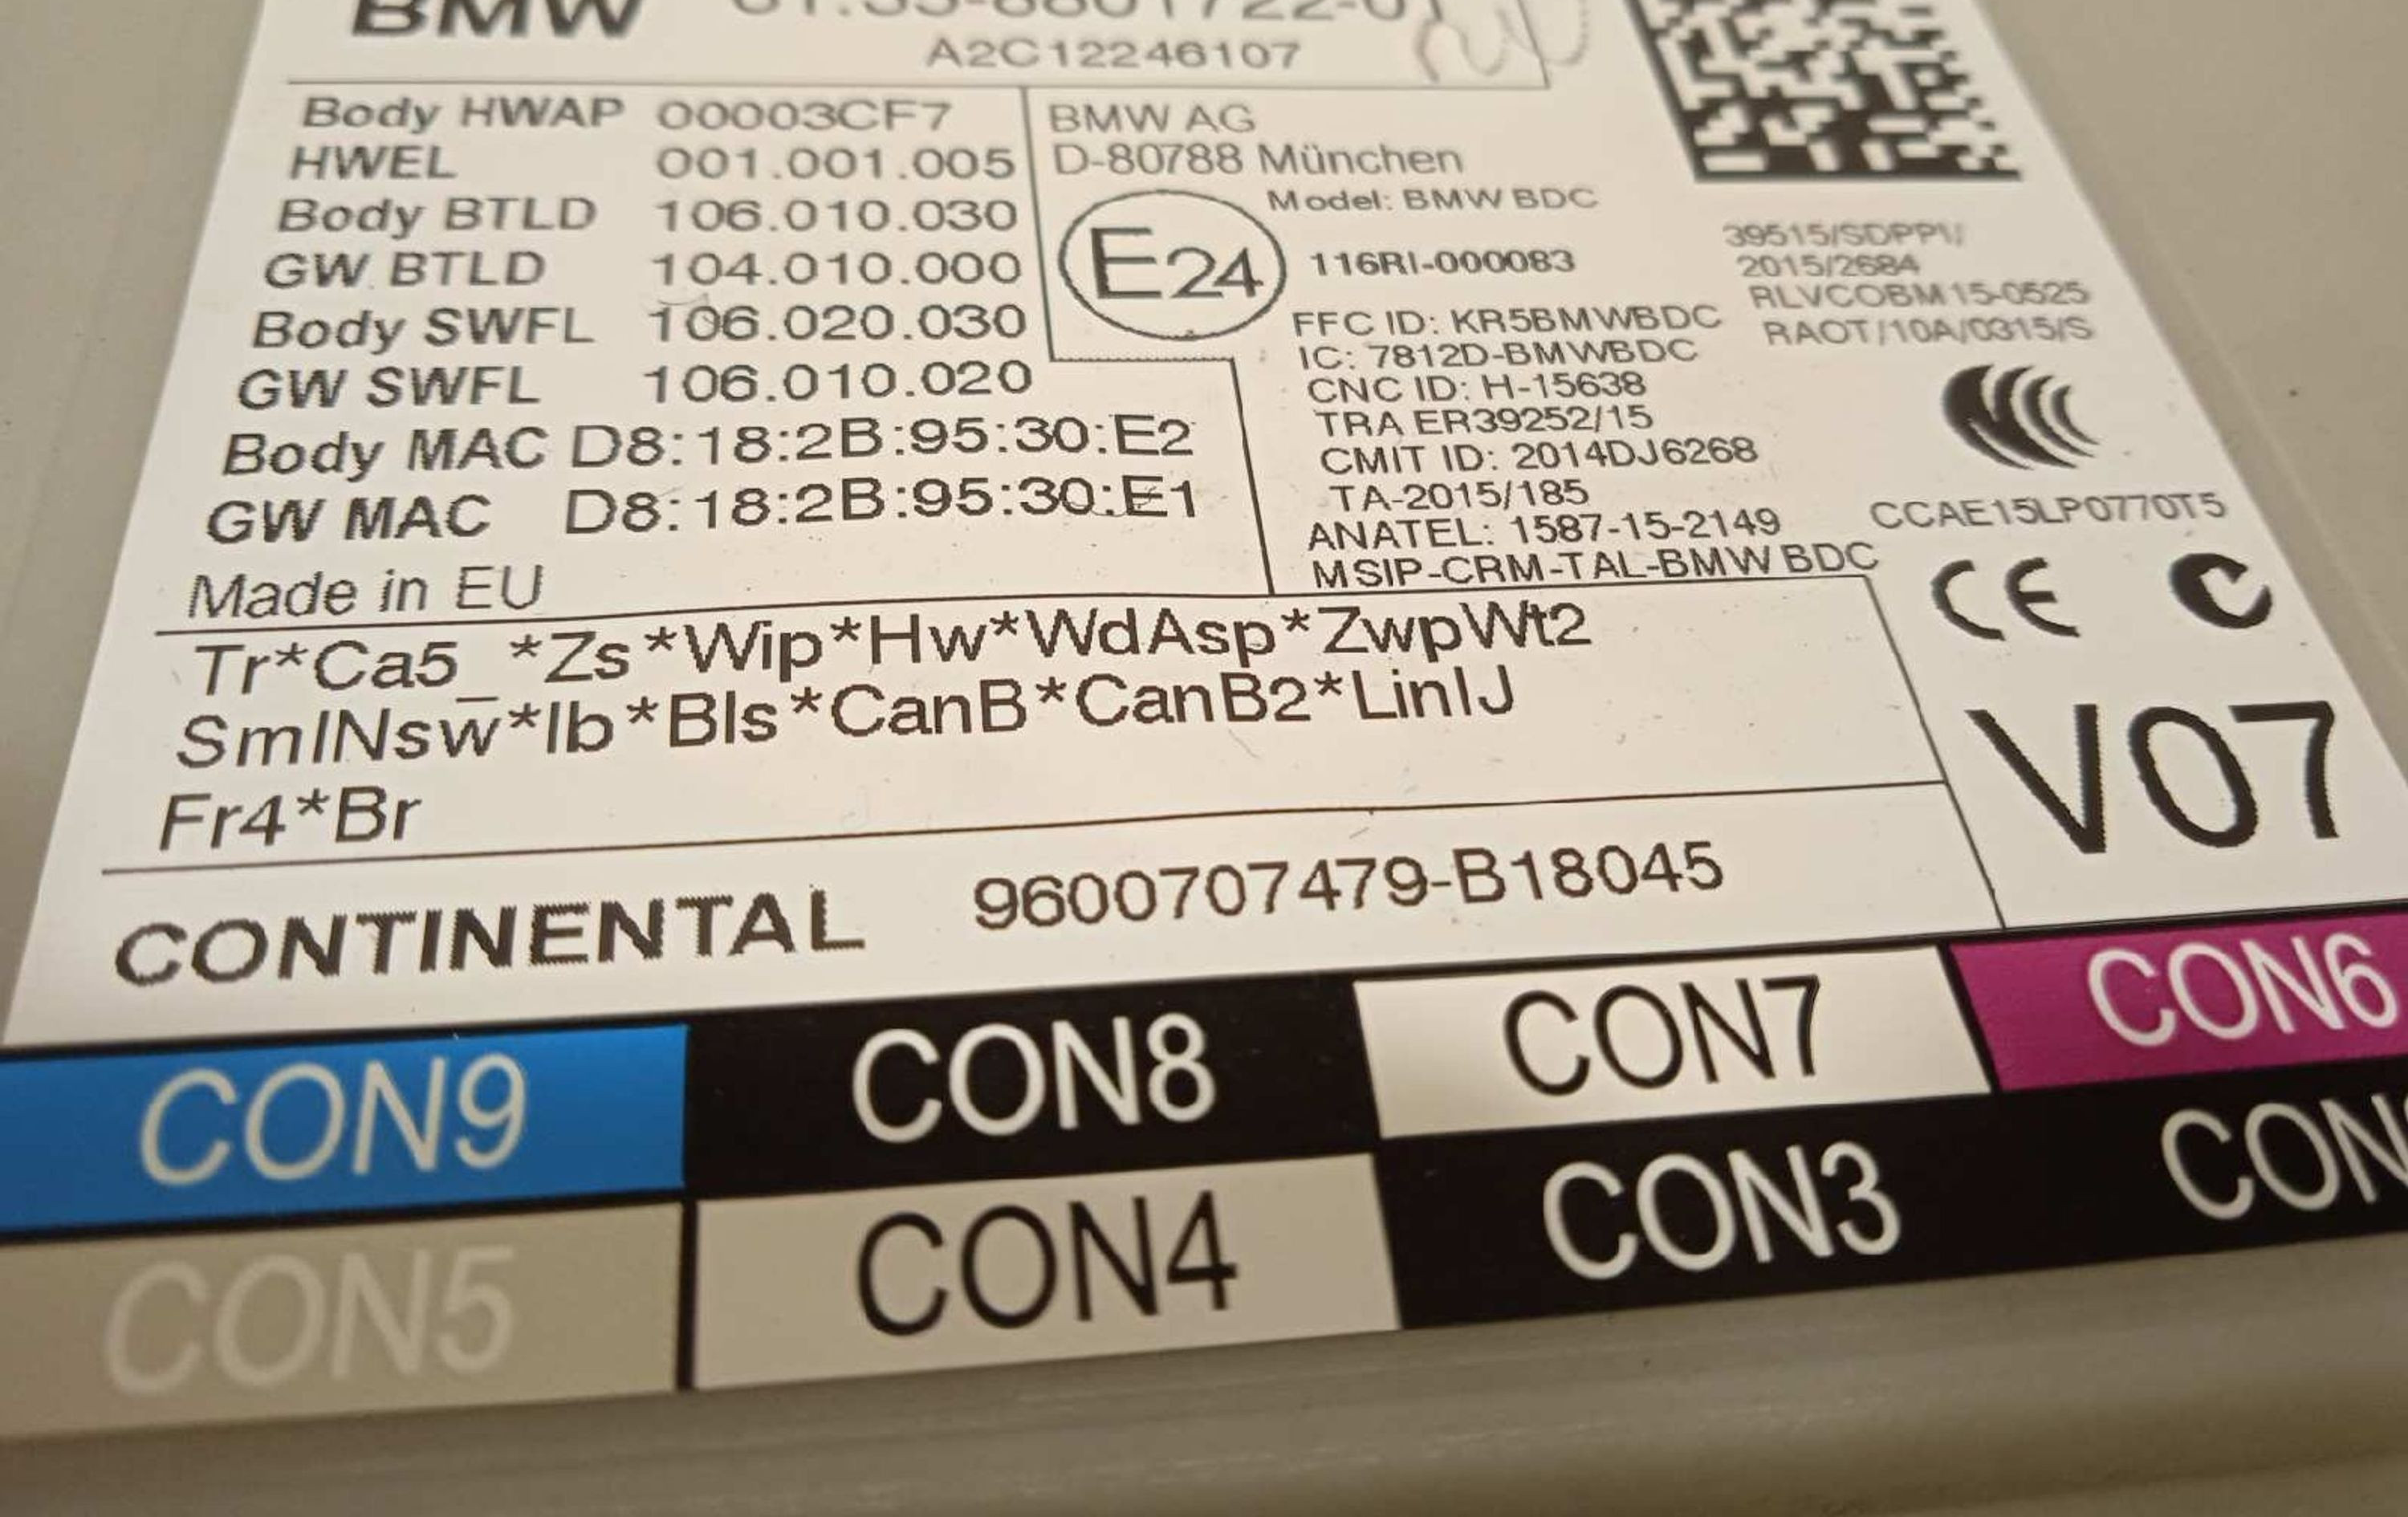 BMW 61.35-8801722-01
A2C12246107
Body HWAP 00003CF7
HWEL 001.001.005
Body BTLD 106.010.030
GW BTLD 104.010.000
Body SWFL 106.020.030
GW SWFL 106.010.020
Body MAC D8:18:2B:95:30:E2
GW MAC D8:18:2B:95:30:E1
Made in EU
BMW AG
D-80788 München
Model: BMW BDC
E24
116RI-000083
FFC ID: KR5BMWBDC
IC: 7812D-BMWBDC
CNC ID: H-15638
TRA ER39252/15
CMIT ID: 2014DJ6268
TA-2015/185
ANATEL: 1587-15-2149
MSIP-CRM-TAL-BMW BDC
39515/SDPPI/
2015/2684
RLVCOBM15-0525
RAOT/10A/0315/S
CCAE15LP0770T5
CE
Tr*Ca5_*Zs*Wip*Hw*WdAsp*ZwpWt2
SmlNsw*Ib*Bls*CanB*CanB2*LinIJ
Fr4*Br
V07
CONTINENTAL 9600707479-B18045
CON9 CON8 CON7 CON6
CON5 CON4 CON3